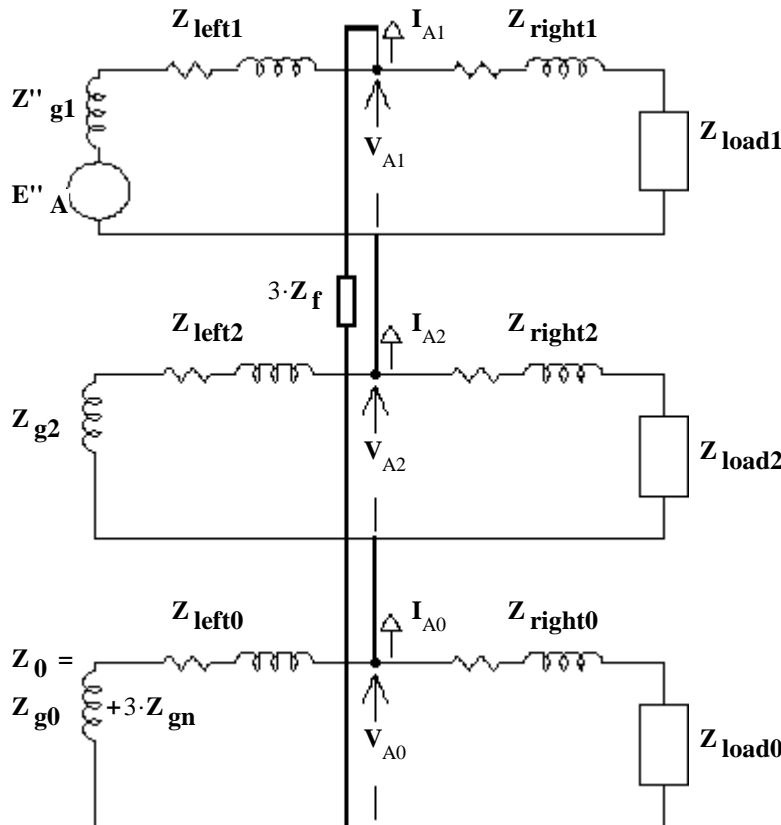 Z left1
I A1
Z right1
Z" g1
V A1
Z load1
E" A
3·Z f
Z left2
I A2
Z right2
Z g2
V A2
Z load2
Z left0
I A0
Z right0
Z 0 =
Z g0 +3·Z gn
V A0
Z load0